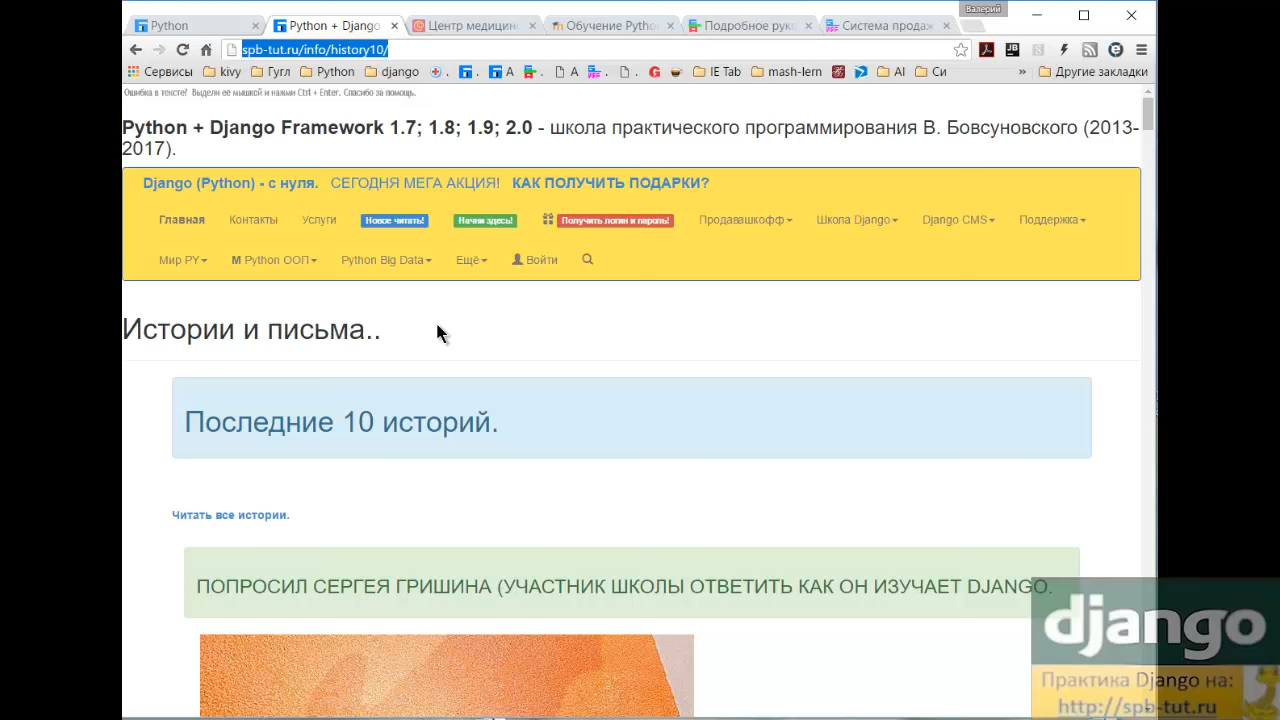 Валерий
Python
Python + Django
Центр медицин
Обучение Pytho
Подробное рук
Система продаж
spb-tut.ru/info/history10/
Сервисы kivy Гугл Python django . . А А . . IE Tab mash-lern AI Си » Другие закладки
Ошибка в тексте? Выдели её мышкой и нажми Ctrl + Enter. Спасибо за помощь.
Python + Django Framework 1.7; 1.8; 1.9; 2.0 - школа практического программирования В. Бовсуновского (2013-
2017).
Django (Python) - с нуля. СЕГОДНЯ МЕГА АКЦИЯ! КАК ПОЛУЧИТЬ ПОДАРКИ?
Главная Контакты Услуги Новое читать! Начни здесь! Получить логин и пароль! Продавашкофф Школа Django Django CMS Поддержка
Мир PY М Python ООП Python Big Data Ещё Войти
Истории и письма..
Последние 10 историй.
Читать все истории.
ПОПРОСИЛ СЕРГЕЯ ГРИШИНА (УЧАСТНИК ШКОЛЫ ОТВЕТИТЬ КАК ОН ИЗУЧАЕТ DJANGO.
django
Практика Django на:
http://spb-tut.ru